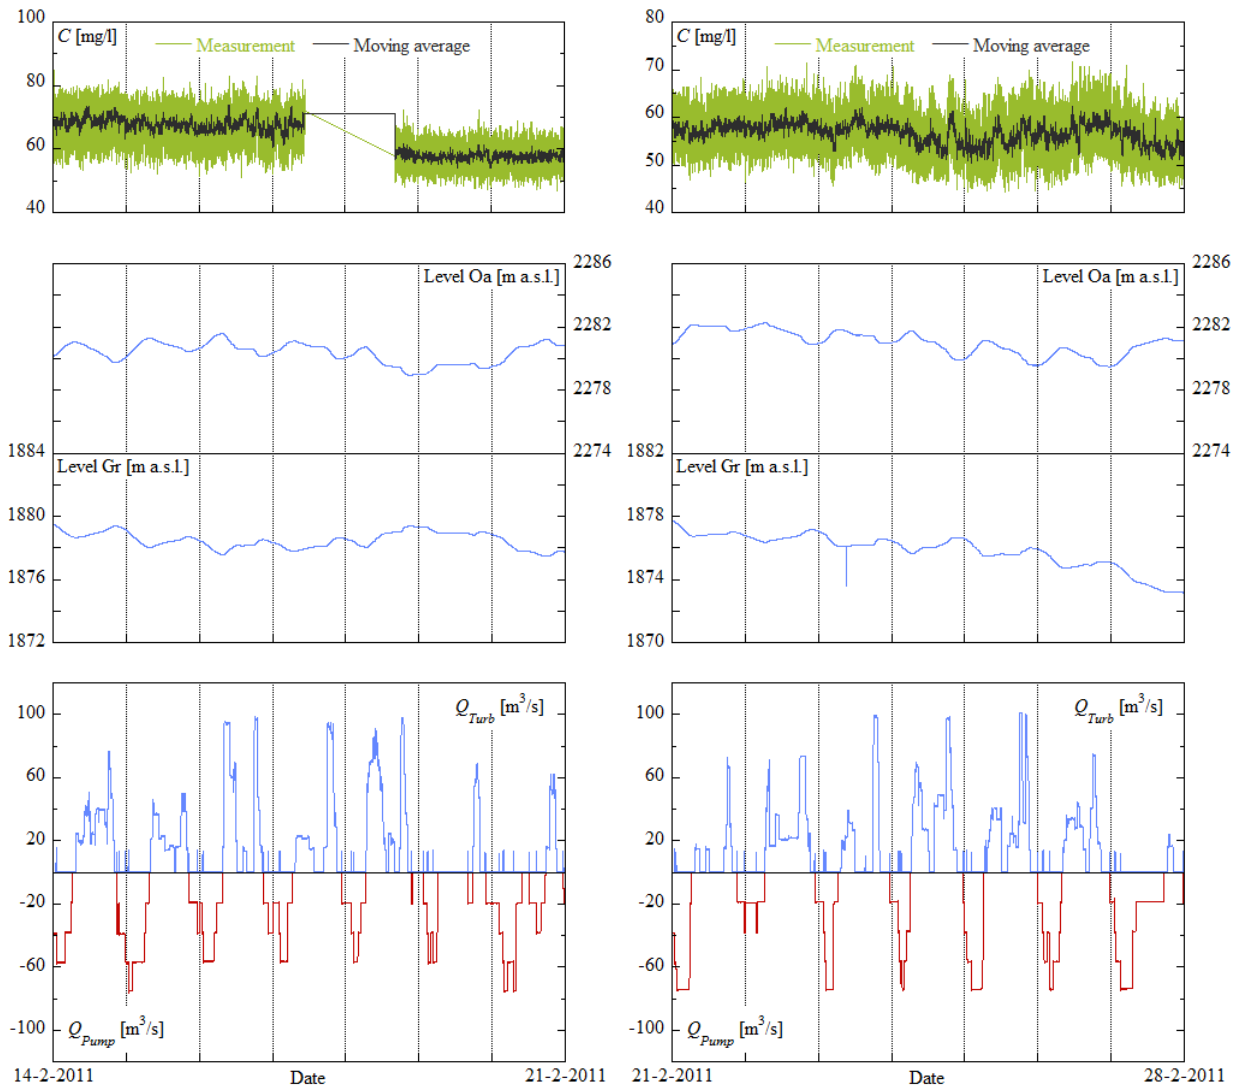 100
C [mg/l]
Measurement
Moving average
80
60
40
80
C [mg/l]
Measurement
Moving average
70
60
50
40
Level Oa [m a.s.l.]
2286
2282
2278
2274
Level Oa [m a.s.l.]
2286
2282
2278
2274
1884
Level Gr [m a.s.l.]
1880
1876
1872
1882
Level Gr [m a.s.l.]
1878
1874
1870
100
Q_Turb [m³/s]
60
20
-20
-60
-100
Q_Pump [m³/s]
100
Q_Turb [m³/s]
60
20
-20
-60
-100
Q_Pump [m³/s]
14-2-2011 Date 21-2-2011
21-2-2011 Date 28-2-2011